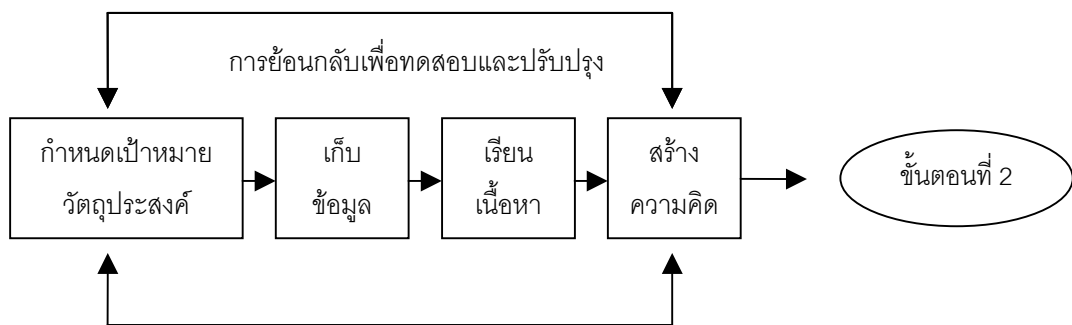 การย้อนกลับเพื่อทดสอบและปรับปรุง
กำหนดเป้าหมาย
วัตถุประสงค์
เก็บ
ข้อมูล
เรียน
เนื้อหา
สร้าง
ความคิด
ขั้นตอนที่ 2